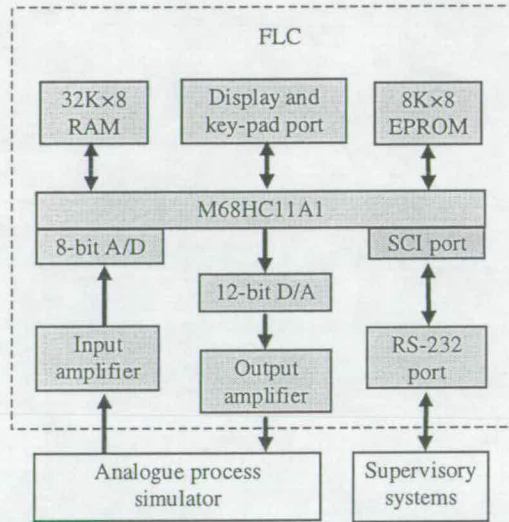 FLC
32K×8
RAM
Display and
key-pad port
8K×8
EPROM
M68HC11A1
8-bit A/D
SCI port
12-bit D/A
Input
amplifier
Output
amplifier
RS-232
port
Analogue process
simulator
Supervisory
systems